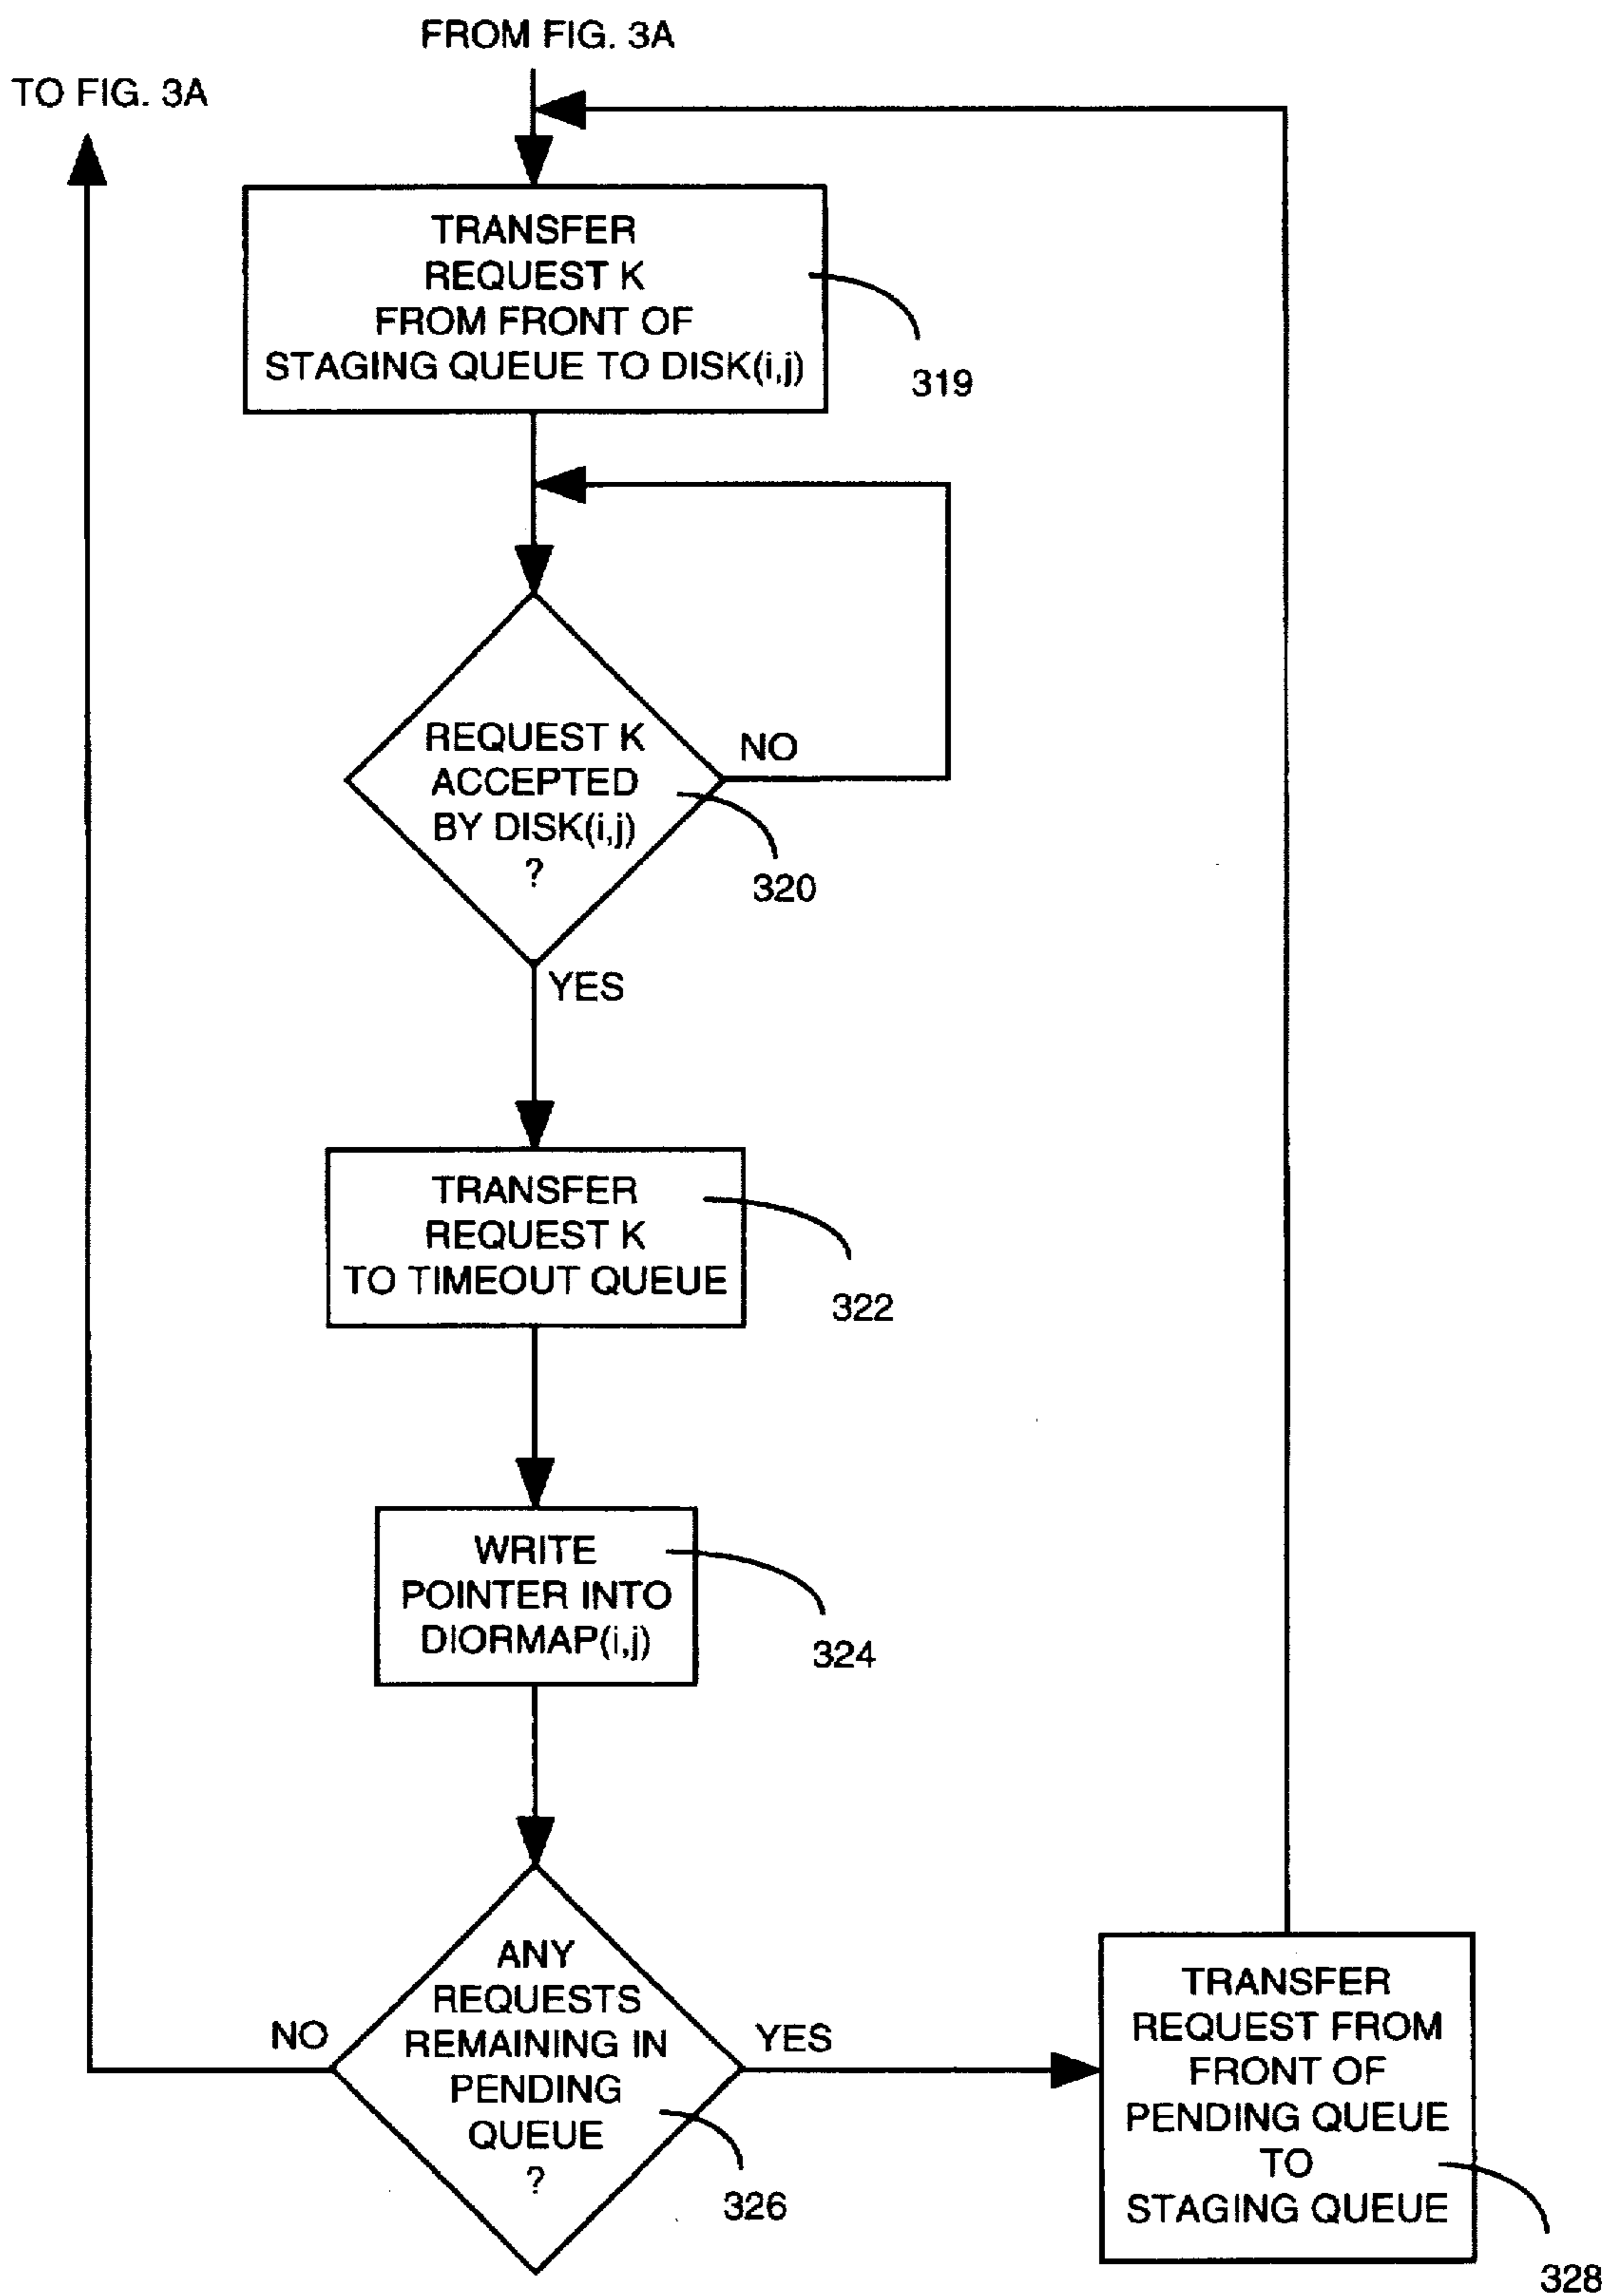 FROM FIG. 3A
TO FIG. 3A
TRANSFER
REQUEST K
FROM FRONT OF
STAGING QUEUE TO DISK(i,j)
319
REQUEST K
ACCEPTED
BY DISK(i,j)
?
NO
320
YES
TRANSFER
REQUEST K
TO TIMEOUT QUEUE
322
WRITE
POINTER INTO
DIORMAP(i,j)
324
ANY
REQUESTS
REMAINING IN
PENDING
QUEUE
?
NO
YES
326
TRANSFER
REQUEST FROM
FRONT OF
PENDING QUEUE
TO
STAGING QUEUE
328